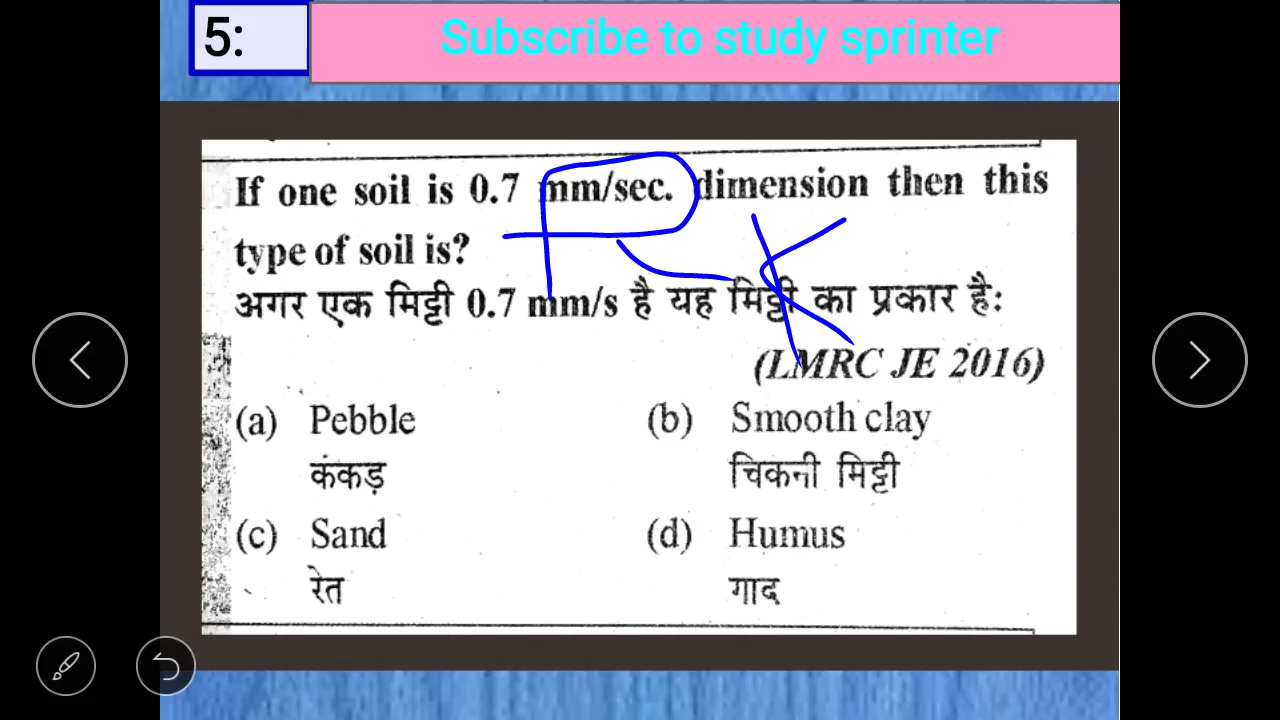 5:
Subscribe to study sprinter
If one soil is 0.7 mm/sec. dimension then this
type of soil is?
अगर एक मिट्टी 0.7 mm/s है यह मिट्टी का प्रकार है:
(LMRC JE 2016)
(a) Pebble (b) Smooth clay
कंकड़ चिकनी मिट्टी
(c) Sand (d) Humus
रेत गाद
K